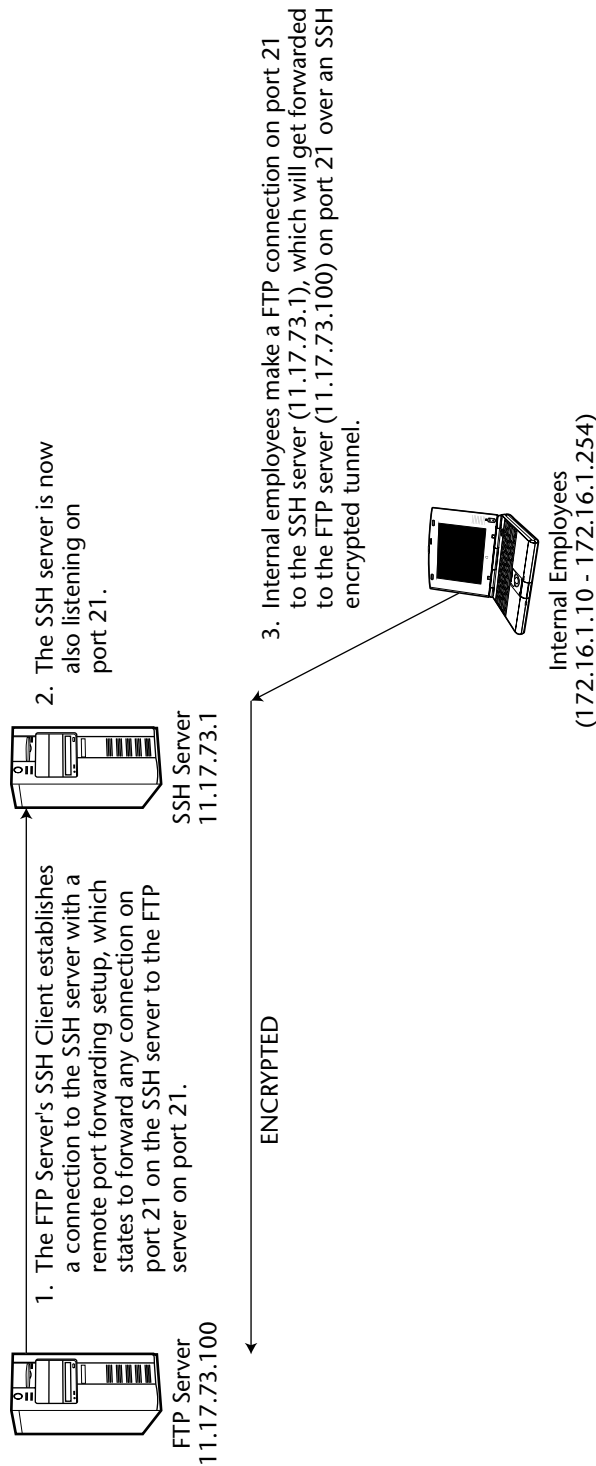 1. The FTP Server's SSH Client establishes
a connection to the SSH server with a
remote port forwarding setup, which
states to forward any connection on
port 21 on the SSH server to the FTP
server on port 21.
FTP Server
11.17.73.100
2. The SSH server is now
also listening on
port 21.
SSH Server
11.17.73.1
ENCRYPTED
3. Internal employees make a FTP connection on port 21
to the SSH server (11.17.73.1), which will get forwarded
to the FTP server (11.17.73.100) on port 21 over an SSH
encrypted tunnel.
Internal Employees
(172.16.1.10 - 172.16.1.254)